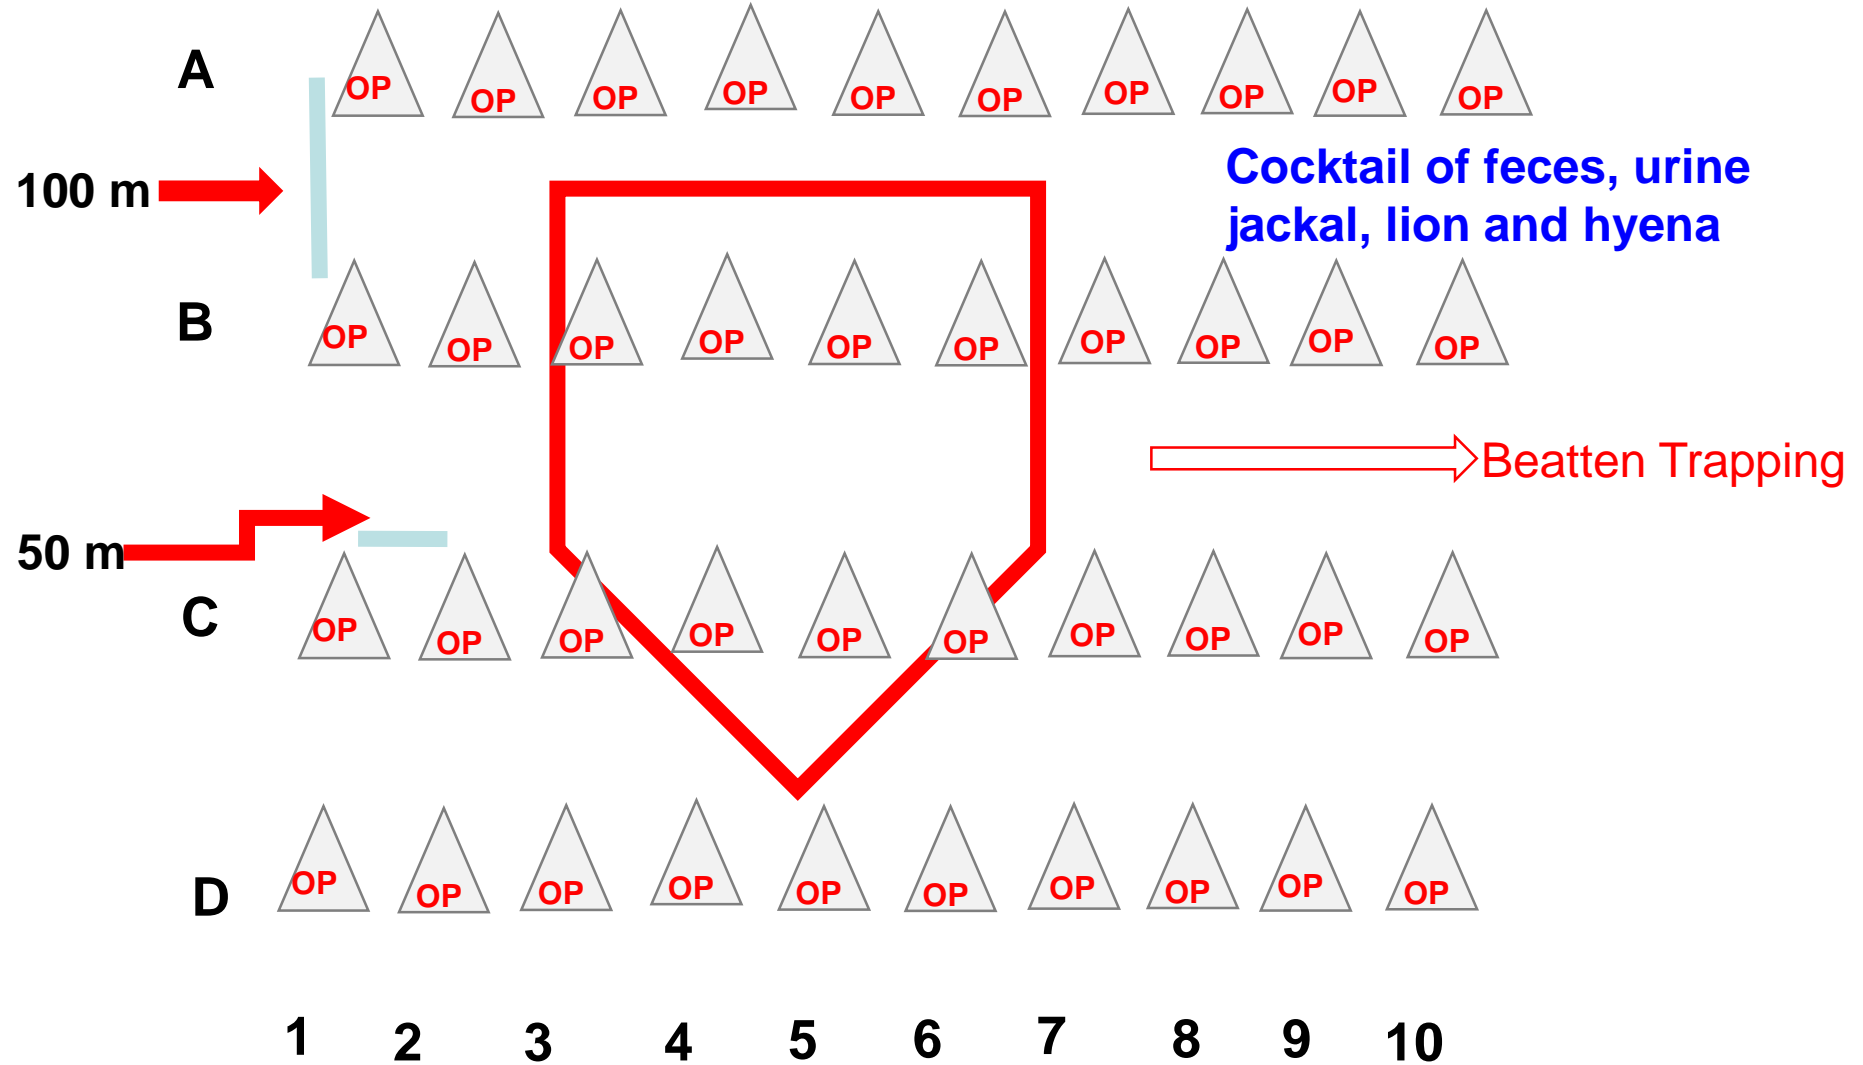 A
OP OP OP OP OP OP OP OP OP OP
Cocktail of feces, urine
jackal, lion and hyena
100 m
B
OP OP OP OP OP OP OP OP OP OP
Beatten Trapping
50 m
C
OP OP OP OP OP OP OP OP OP OP
D
OP OP OP OP OP OP OP OP OP OP
1 2 3 4 5 6 7 8 9 10